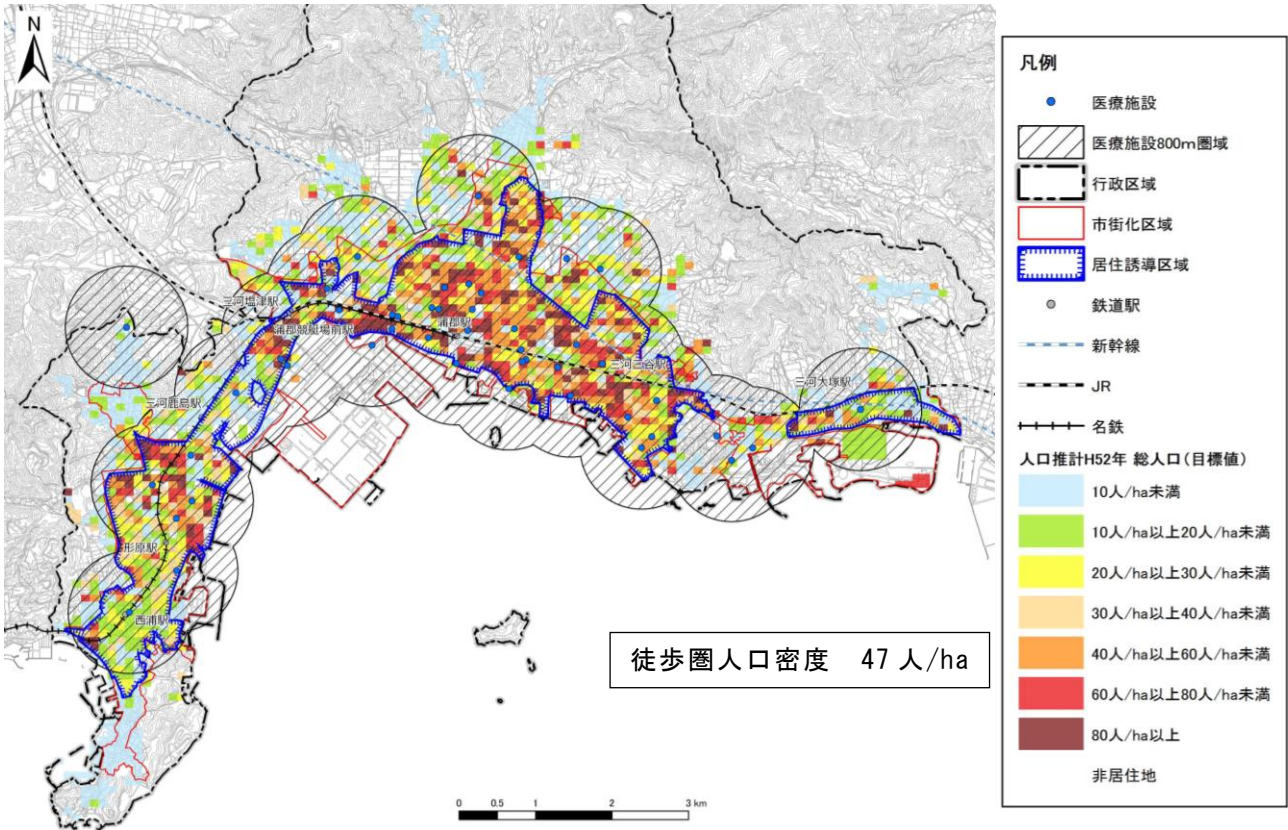 N
三河塩津駅
蒲郡競艇場前駅
蒲郡駅
三河三谷駅
三河大塚駅
三河鹿島駅
形原駅
西浦駅
徒歩圏人口密度 47人/ha
0 0.5 1 2 3 km
凡例
医療施設
医療施設800m圏域
行政区域
市街化区域
居住誘導区域
鉄道駅
新幹線
JR
名鉄
人口推計H52年 総人口(目標値)
10人/ha未満
10人/ha以上20人/ha未満
20人/ha以上30人/ha未満
30人/ha以上40人/ha未満
40人/ha以上60人/ha未満
60人/ha以上80人/ha未満
80人/ha以上
非居住地